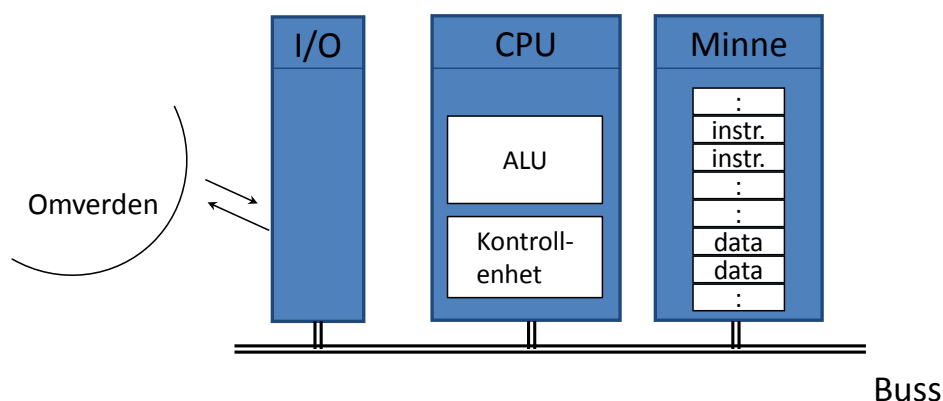 I/O
CPU
Minne
Omverden
ALU
Kontroll-
enhet
:
instr.
instr.
:
:
data
data
:
Buss